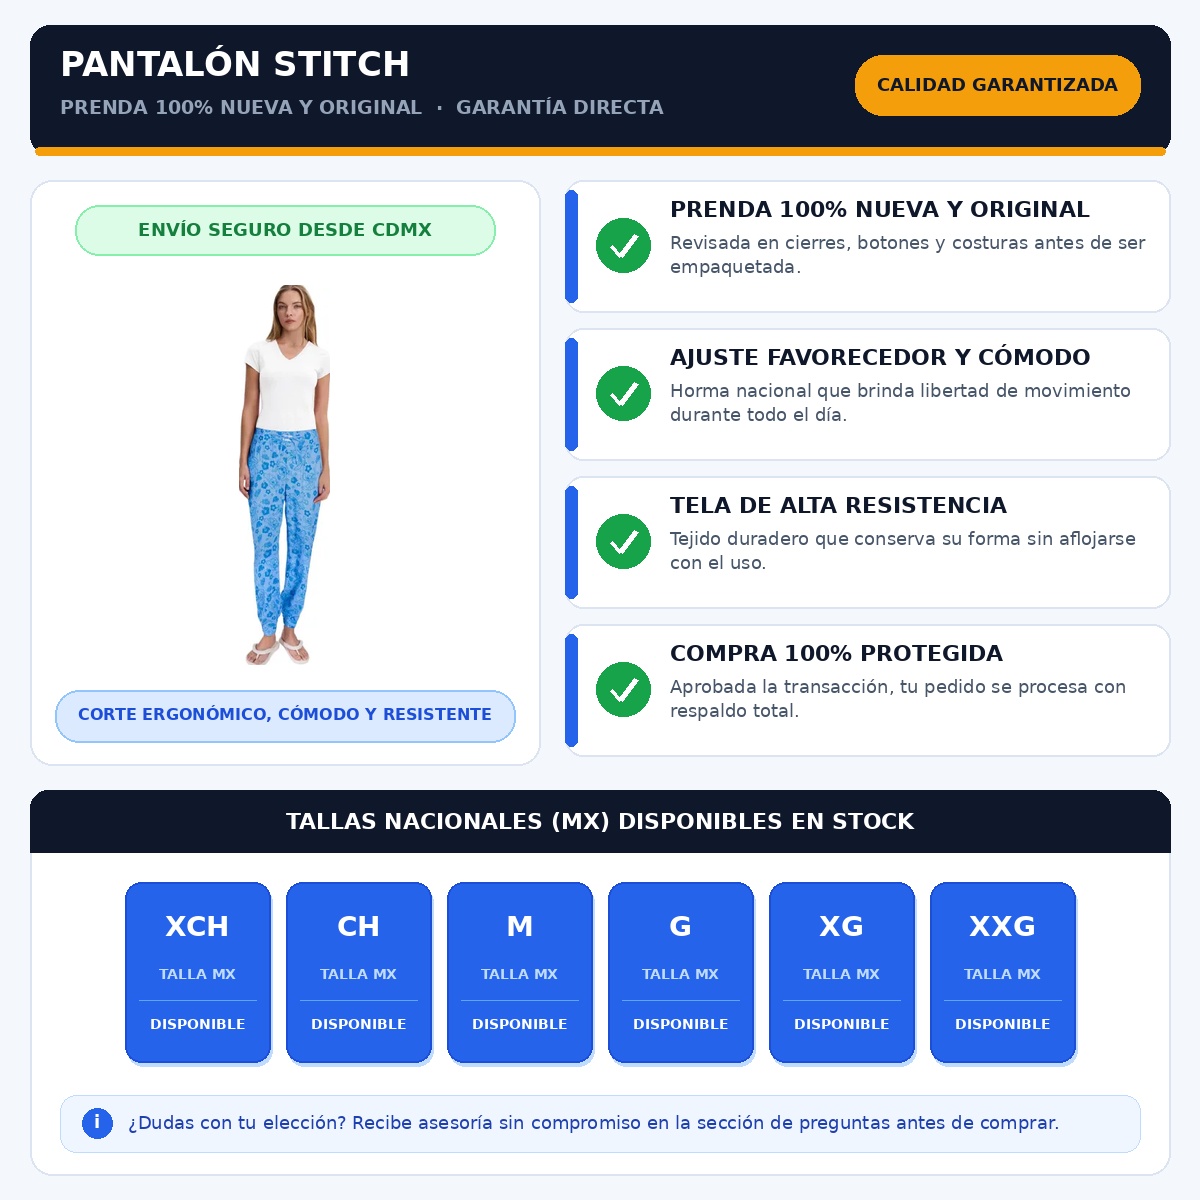 PANTALÓN STITCH
PRENDA 100% NUEVA Y ORIGINAL · GARANTÍA DIRECTA
CALIDAD GARANTIZADA
ENVÍO SEGURO DESDE CDMX
CORTE ERGONÓMICO, CÓMODO Y RESISTENTE
PRENDA 100% NUEVA Y ORIGINAL
Revisada en cierres, botones y costuras antes de ser
empaquetada.
AJUSTE FAVORECEDOR Y CÓMODO
Horma nacional que brinda libertad de movimiento
durante todo el día.
TELA DE ALTA RESISTENCIA
Tejido duradero que conserva su forma sin aflojarse
con el uso.
COMPRA 100% PROTEGIDA
Aprobada la transacción, tu pedido se procesa con
respaldo total.
TALLAS NACIONALES (MX) DISPONIBLES EN STOCK
XCH
TALLA MX
DISPONIBLE
CH
TALLA MX
DISPONIBLE
M
TALLA MX
DISPONIBLE
G
TALLA MX
DISPONIBLE
XG
TALLA MX
DISPONIBLE
XXG
TALLA MX
DISPONIBLE
i
¿Dudas con tu elección? Recibe asesoría sin compromiso en la sección de preguntas antes de comprar.